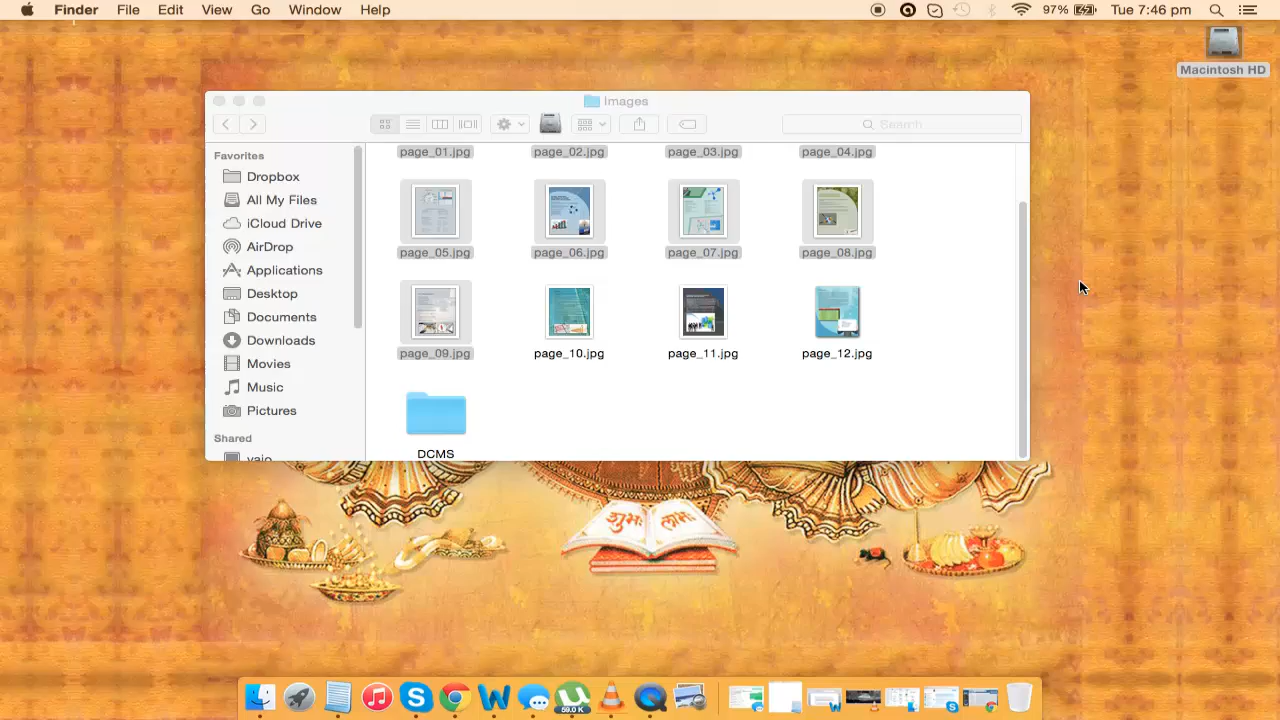 Finder File Edit View Go Window Help 97% Tue 7:46 pm
Macintosh HD
Images
Search
Favorites
Dropbox
All My Files
iCloud Drive
AirDrop
Applications
Desktop
Documents
Downloads
Movies
Music
Pictures
Shared
vaio
page_01.jpg page_02.jpg page_03.jpg page_04.jpg
page_05.jpg page_06.jpg page_07.jpg page_08.jpg
page_09.jpg page_10.jpg page_11.jpg page_12.jpg
DCMS
शुभः लाभः
59.0 K